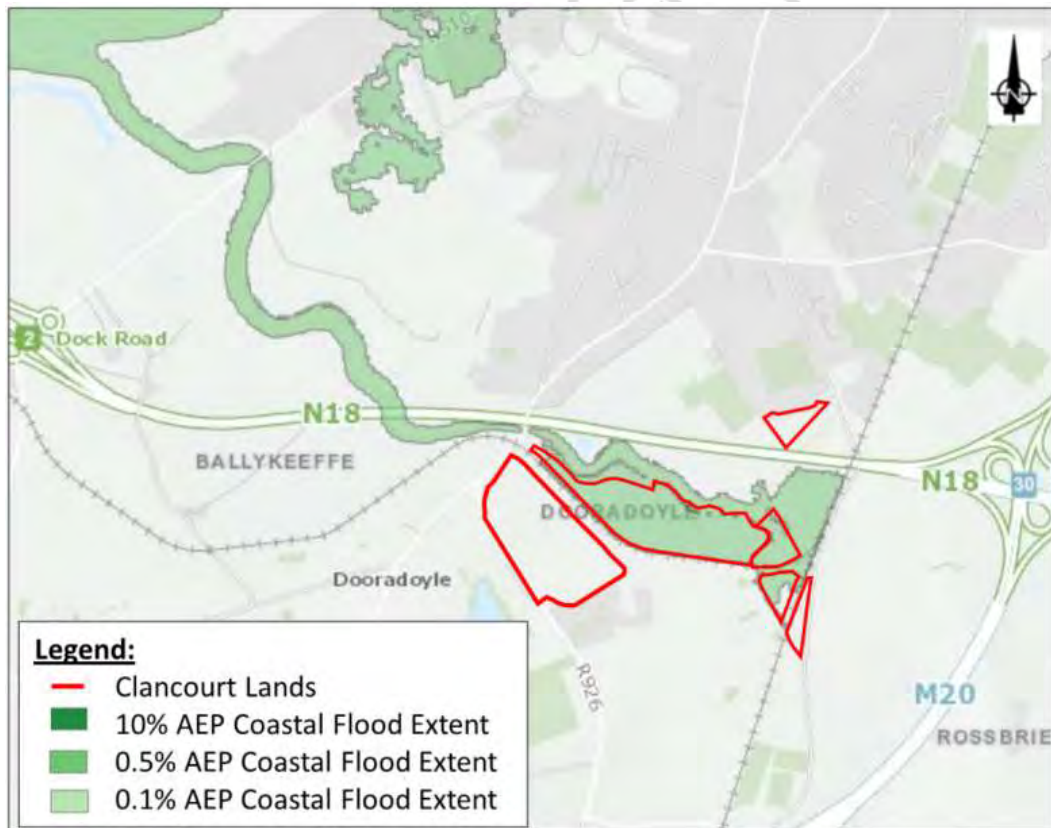 N
2 Dock Road
N18
BALLYKEEFFE
N18
30
DOORADOYLE
Dooradoyle
R926
M20
ROSSBRIE
Legend:
Clancourt Lands
10% AEP Coastal Flood Extent
0.5% AEP Coastal Flood Extent
0.1% AEP Coastal Flood Extent